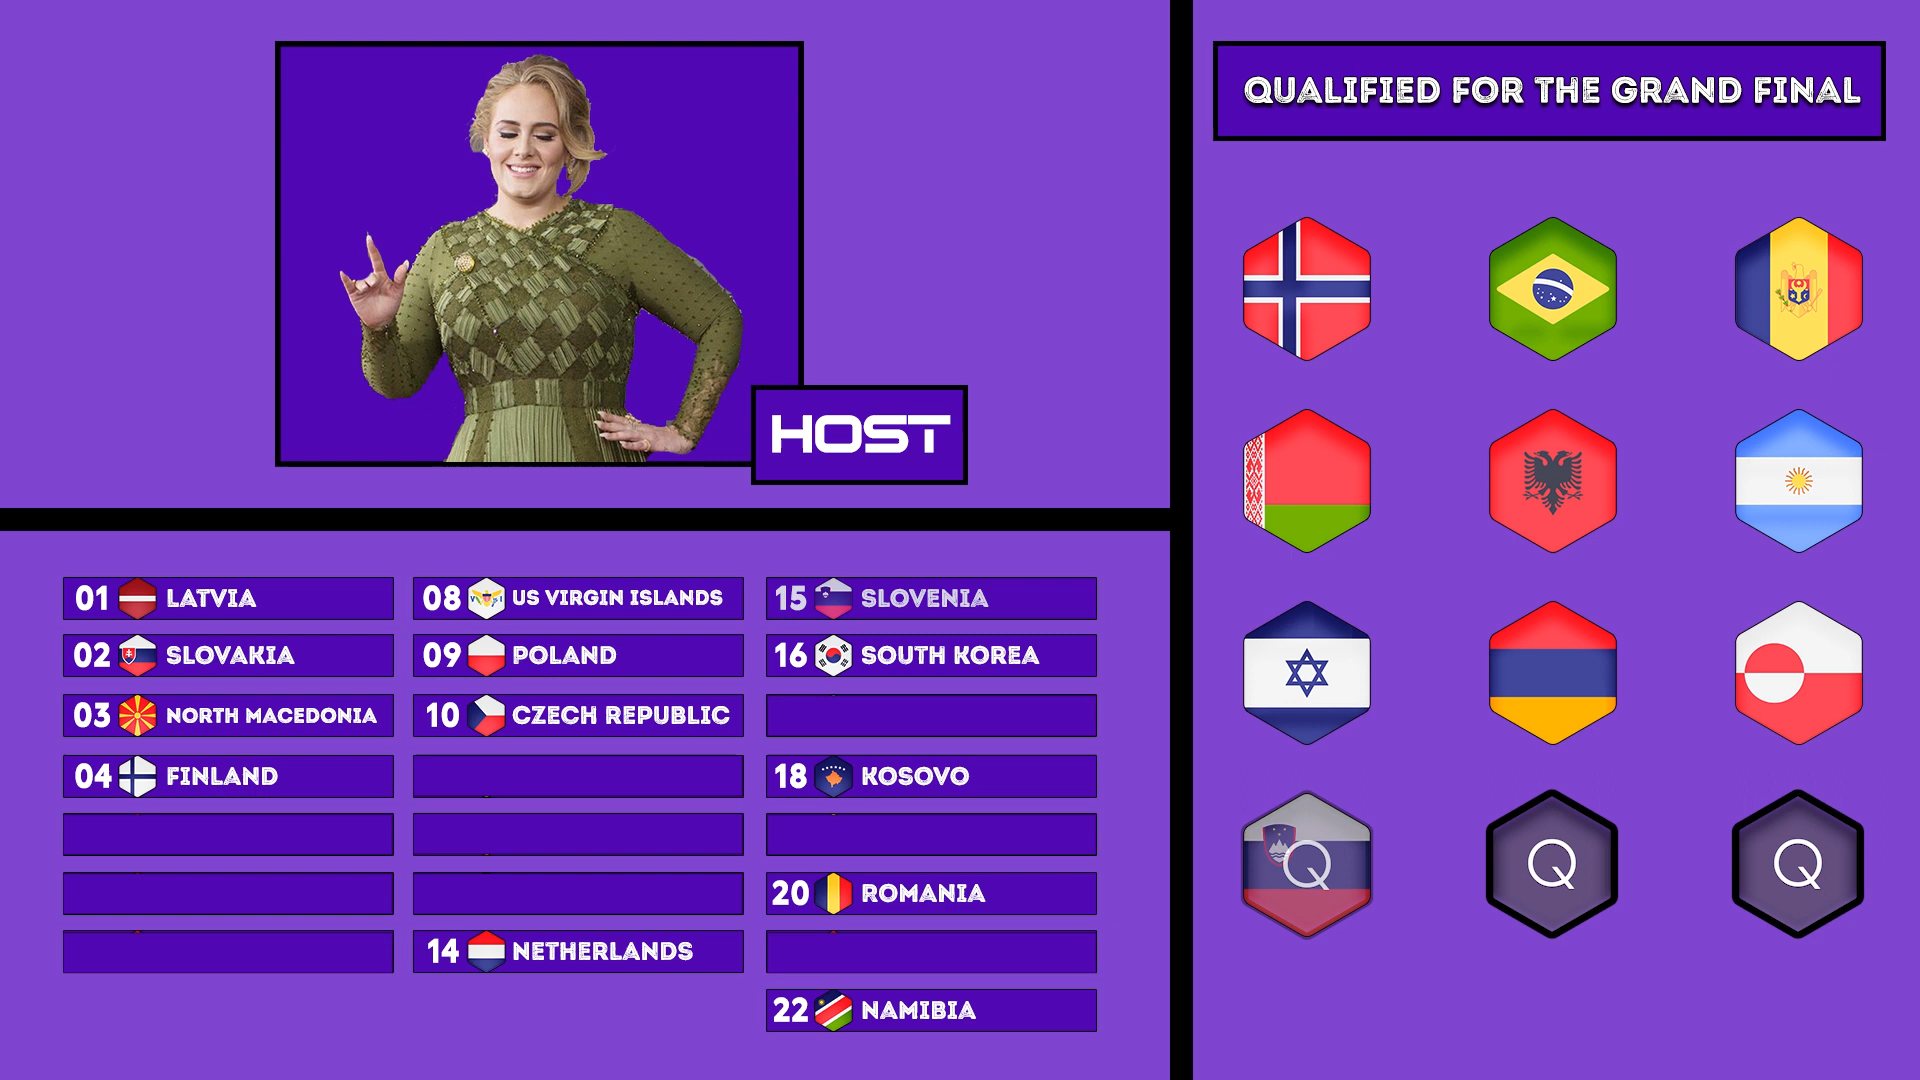 QUALIFIED FOR THE GRAND FINAL
HOST
01 LATVIA
02 SLOVAKIA
03 NORTH MACEDONIA
04 FINLAND
08 US VIRGIN ISLANDS
09 POLAND
10 CZECH REPUBLIC
14 NETHERLANDS
15 SLOVENIA
16 SOUTH KOREA
18 KOSOVO
20 ROMANIA
22 NAMIBIA
Q
Q
Q